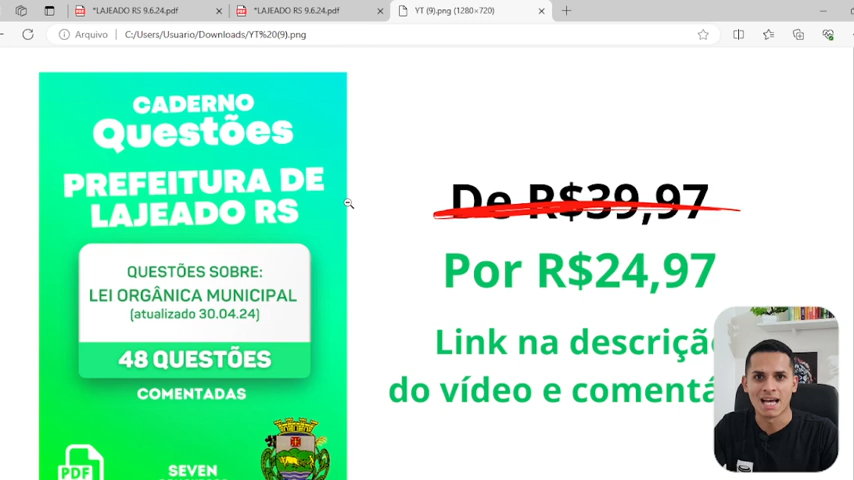 *LAJEADO RS 9.6.24.pdf
*LAJEADO RS 9.6.24.pdf
YT (9).png (1280×720)
Arquivo
C:/Users/Usuario/Downloads/YT%20(9).png
CADERNO
Questões
PREFEITURA DE
LAJEADO RS
QUESTÕES SOBRE:
LEI ORGÂNICA MUNICIPAL
(atualizado 30.04.24)
48 QUESTÕES
COMENTADAS
PDF
SEVEN
De R$39,97
Por R$24,97
Link na descriçã
do vídeo e comentá